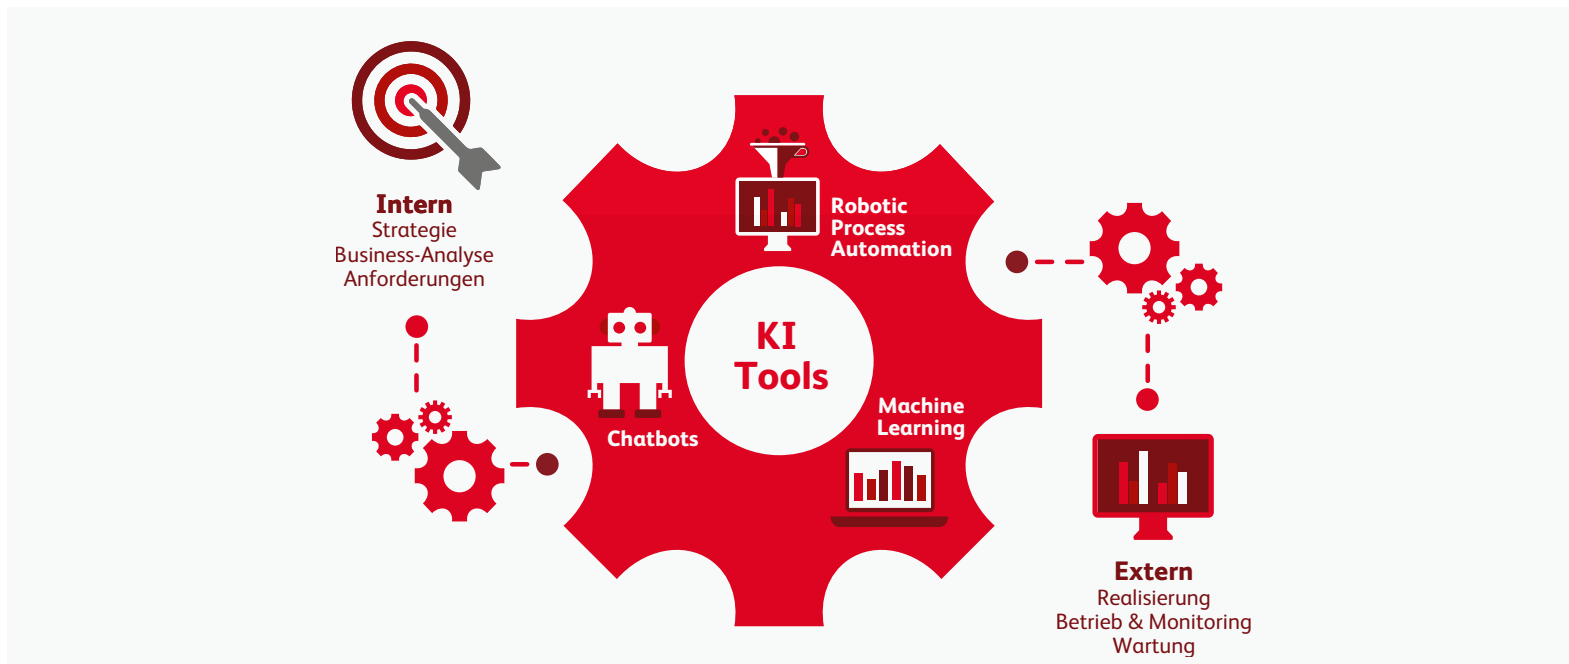 Intern
Strategie
Business-Analyse
Anforderungen
Robotic
Process
Automation
KI
Tools
Chatbots
Machine
Learning
Extern
Realisierung
Betrieb & Monitoring
Wartung